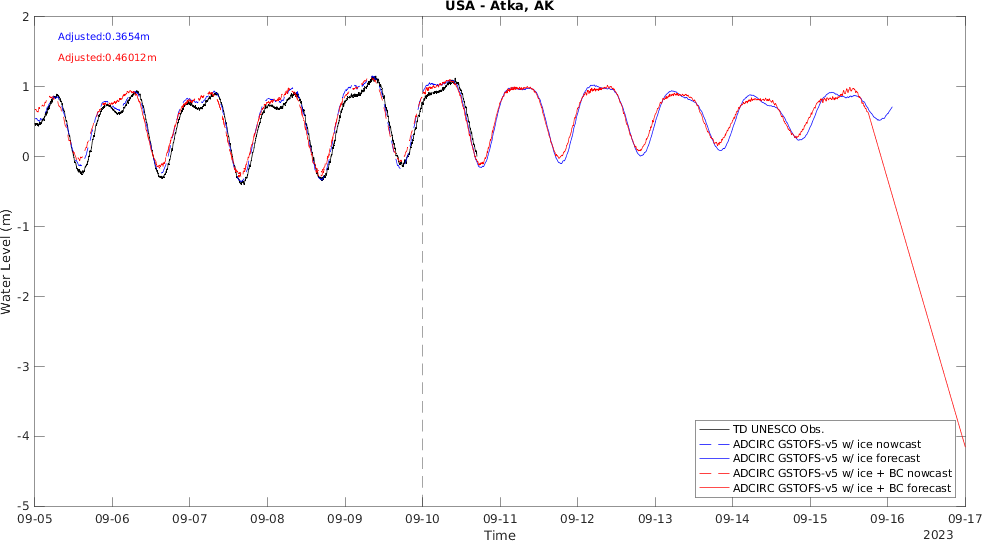 USA - Atka, AK
Adjusted:0.3654m
Adjusted:0.46012m
2
1
0
-1
-2
-3
-4
-5
Water Level (m)
TD UNESCO Obs.
ADCIRC GSTOFS-v5 w/ ice nowcast
ADCIRC GSTOFS-v5 w/ ice forecast
ADCIRC GSTOFS-v5 w/ ice + BC nowcast
ADCIRC GSTOFS-v5 w/ ice + BC forecast
09-05 09-06 09-07 09-08 09-09 09-10 09-11 09-12 09-13 09-14 09-15 09-16 09-17
Time
2023